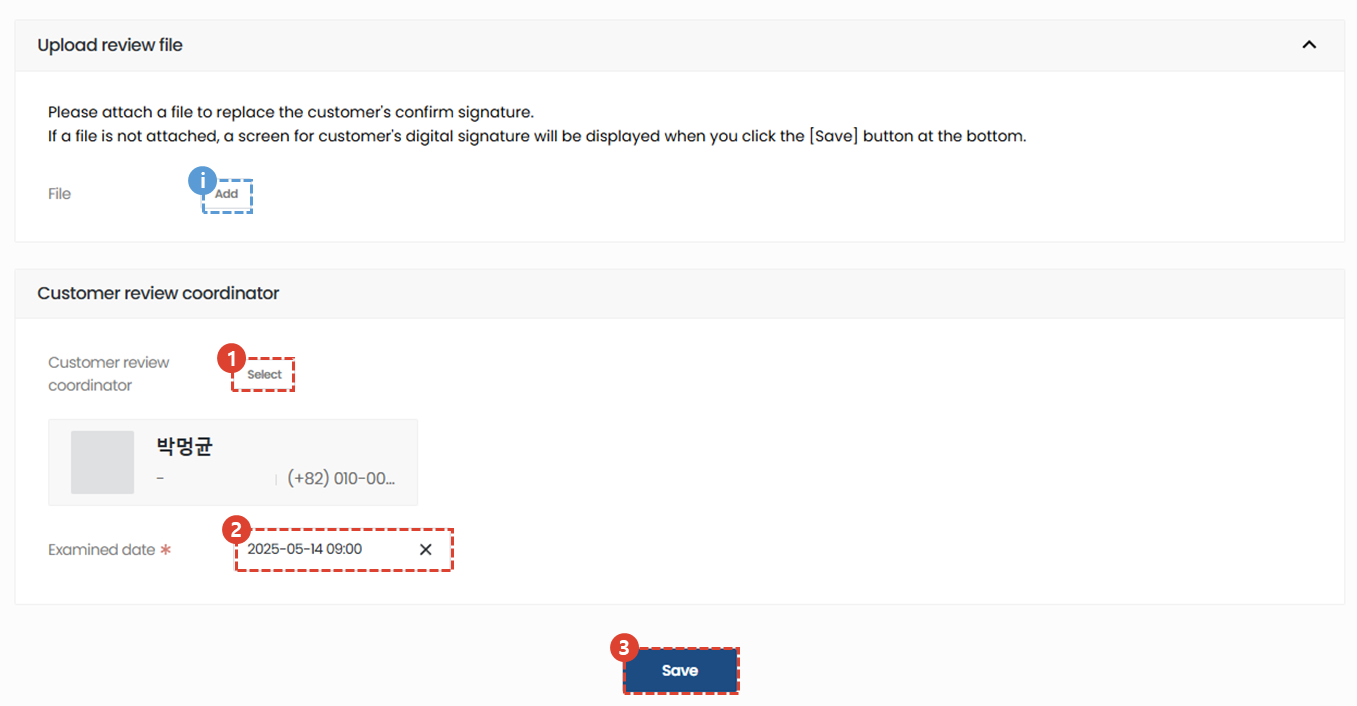 Upload review file
Please attach a file to replace the customer's confirm signature.
If a file is not attached, a screen for customer's digital signature will be displayed when you click the [Save] button at the bottom.
i
File
Add
Customer review coordinator
1
Customer review
coordinator
Select
박멍균
-
(+82) 010-00...
2
Examined date *
2025-05-14 09:00
3
Save